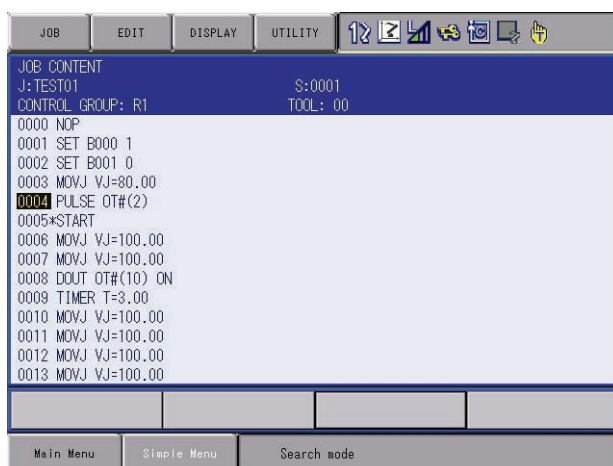 JOB EDIT DISPLAY UTILITY
JOB CONTENT
J:TEST01 S:0001
CONTROL GROUP: R1 TOOL: 00
0000 NOP
0001 SET B000 1
0002 SET B001 0
0003 MOVJ VJ=80.00
0004 PULSE OT#(2)
0005*START
0006 MOVJ VJ=100.00
0007 MOVJ VJ=100.00
0008 DOUT OT#(10) ON
0009 TIMER T=3.00
0010 MOVJ VJ=100.00
0011 MOVJ VJ=100.00
0012 MOVJ VJ=100.00
0013 MOVJ VJ=100.00
Main Menu Simple Menu Search mode